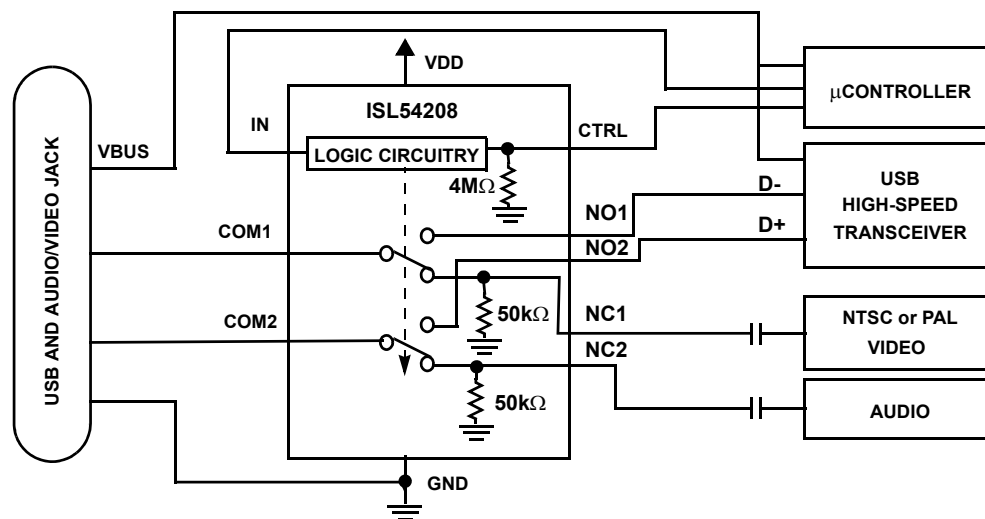 VDD
μCONTROLLER
ISL54208
IN
CTRL
VBUS
LOGIC CIRCUITRY
4MΩ
USB AND AUDIO/VIDEO JACK
D-
USB
HIGH-SPEED
TRANSCEIVER
NO1
D+
COM1
NO2
50kΩ
NC1
NTSC or PAL
VIDEO
COM2
NC2
50kΩ
AUDIO
GND